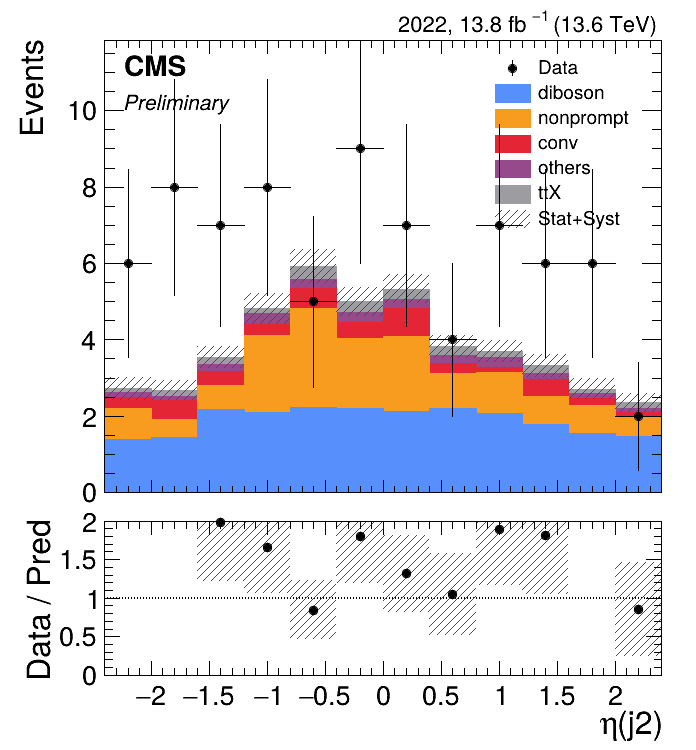 2022, 13.8 fb⁻¹ (13.6 TeV)
CMS
Preliminary
Events
10
8
6
4
2
0
Data
diboson
nonprompt
conv
others
ttX
Stat+Syst
Data / Pred
2
1.5
1
0.5
0
−2 −1.5 −1 −0.5 0 0.5 1 1.5 2
η(j2)